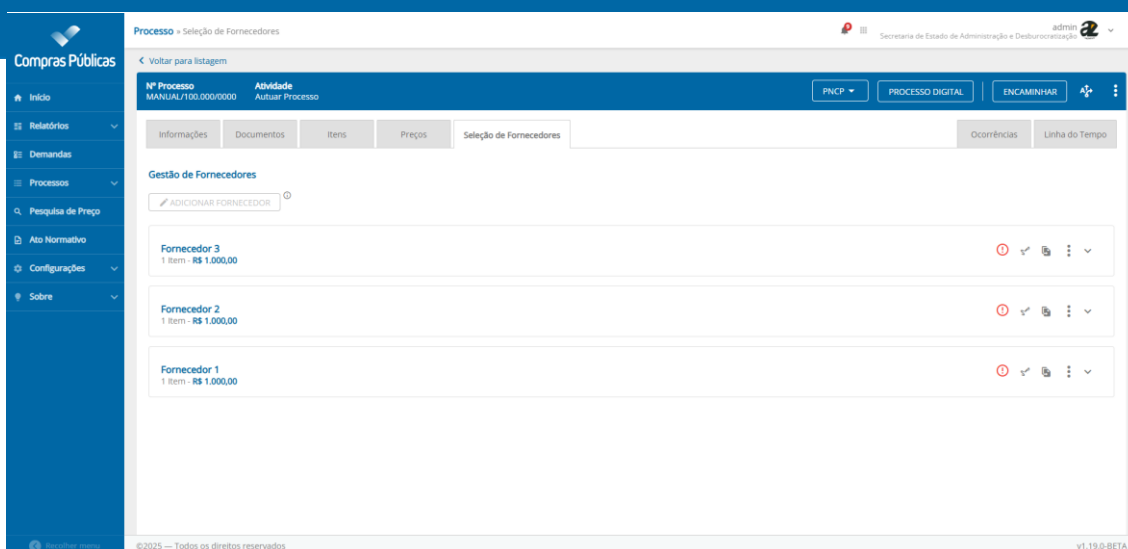 Compras Públicas
Início
Relatórios
Demandas
Processos
Pesquisa de Preço
Ato Normativo
Configurações
Sobre
Recolher menu
Processo » Seleção de Fornecedores
admin
Secretaria de Estado de Administração e Desburocratização
Voltar para listagem
Nº Processo Atividade
MANUAL/100.000/0000 Autuar Processo
PNCP PROCESSO DIGITAL ENCAMINHAR
Informações Documentos Itens Preços Seleção de Fornecedores Ocorrências Linha do Tempo
Gestão de Fornecedores
ADICIONAR FORNECEDOR
Fornecedor 3
1 Item - R$ 1.000,00
Fornecedor 2
1 Item - R$ 1.000,00
Fornecedor 1
1 Item - R$ 1.000,00
©2025 — Todos os direitos reservados v1.19.0-BETA